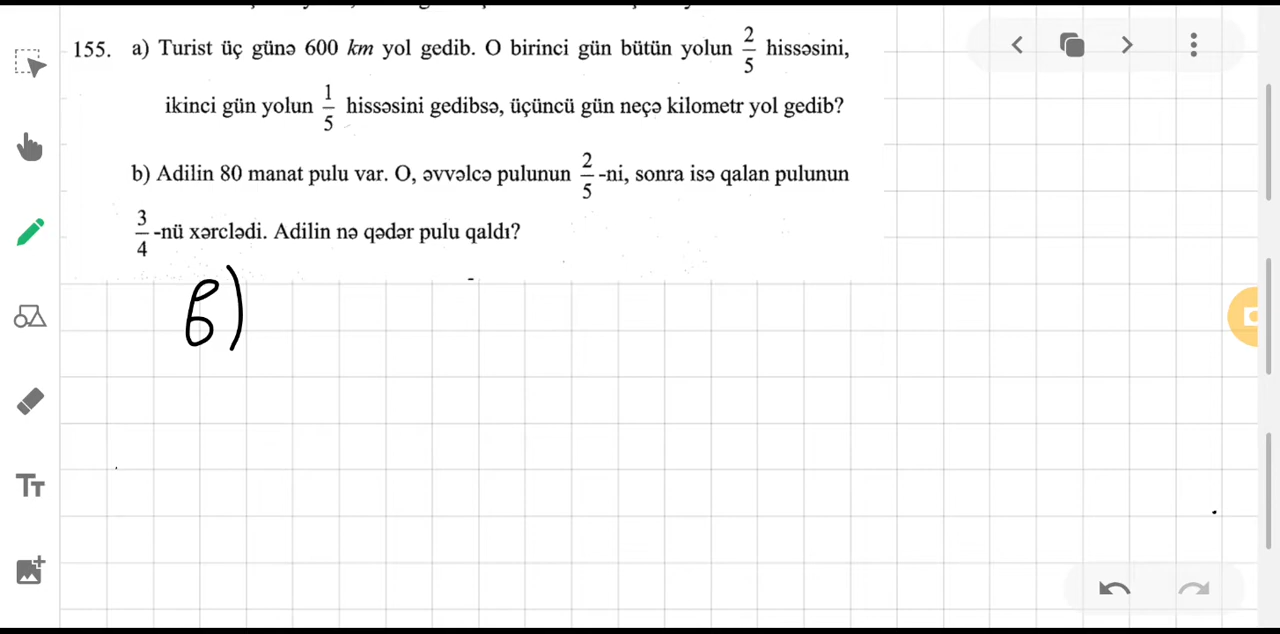 155. a) Turist üç günə 600 km yol gedib. O birinci gün bütün yolun 2/5 hissəsini,
ikinci gün yolun 1/5 hissəsini gedibsə, üçüncü gün neçə kilometr yol gedib?
b) Adilin 80 manat pulu var. O, əvvəlcə pulunun 2/5 -ni, sonra isə qalan pulunun
3/4 -nü xərclədi. Adilin nə qədər pulu qaldı?
b)
TT